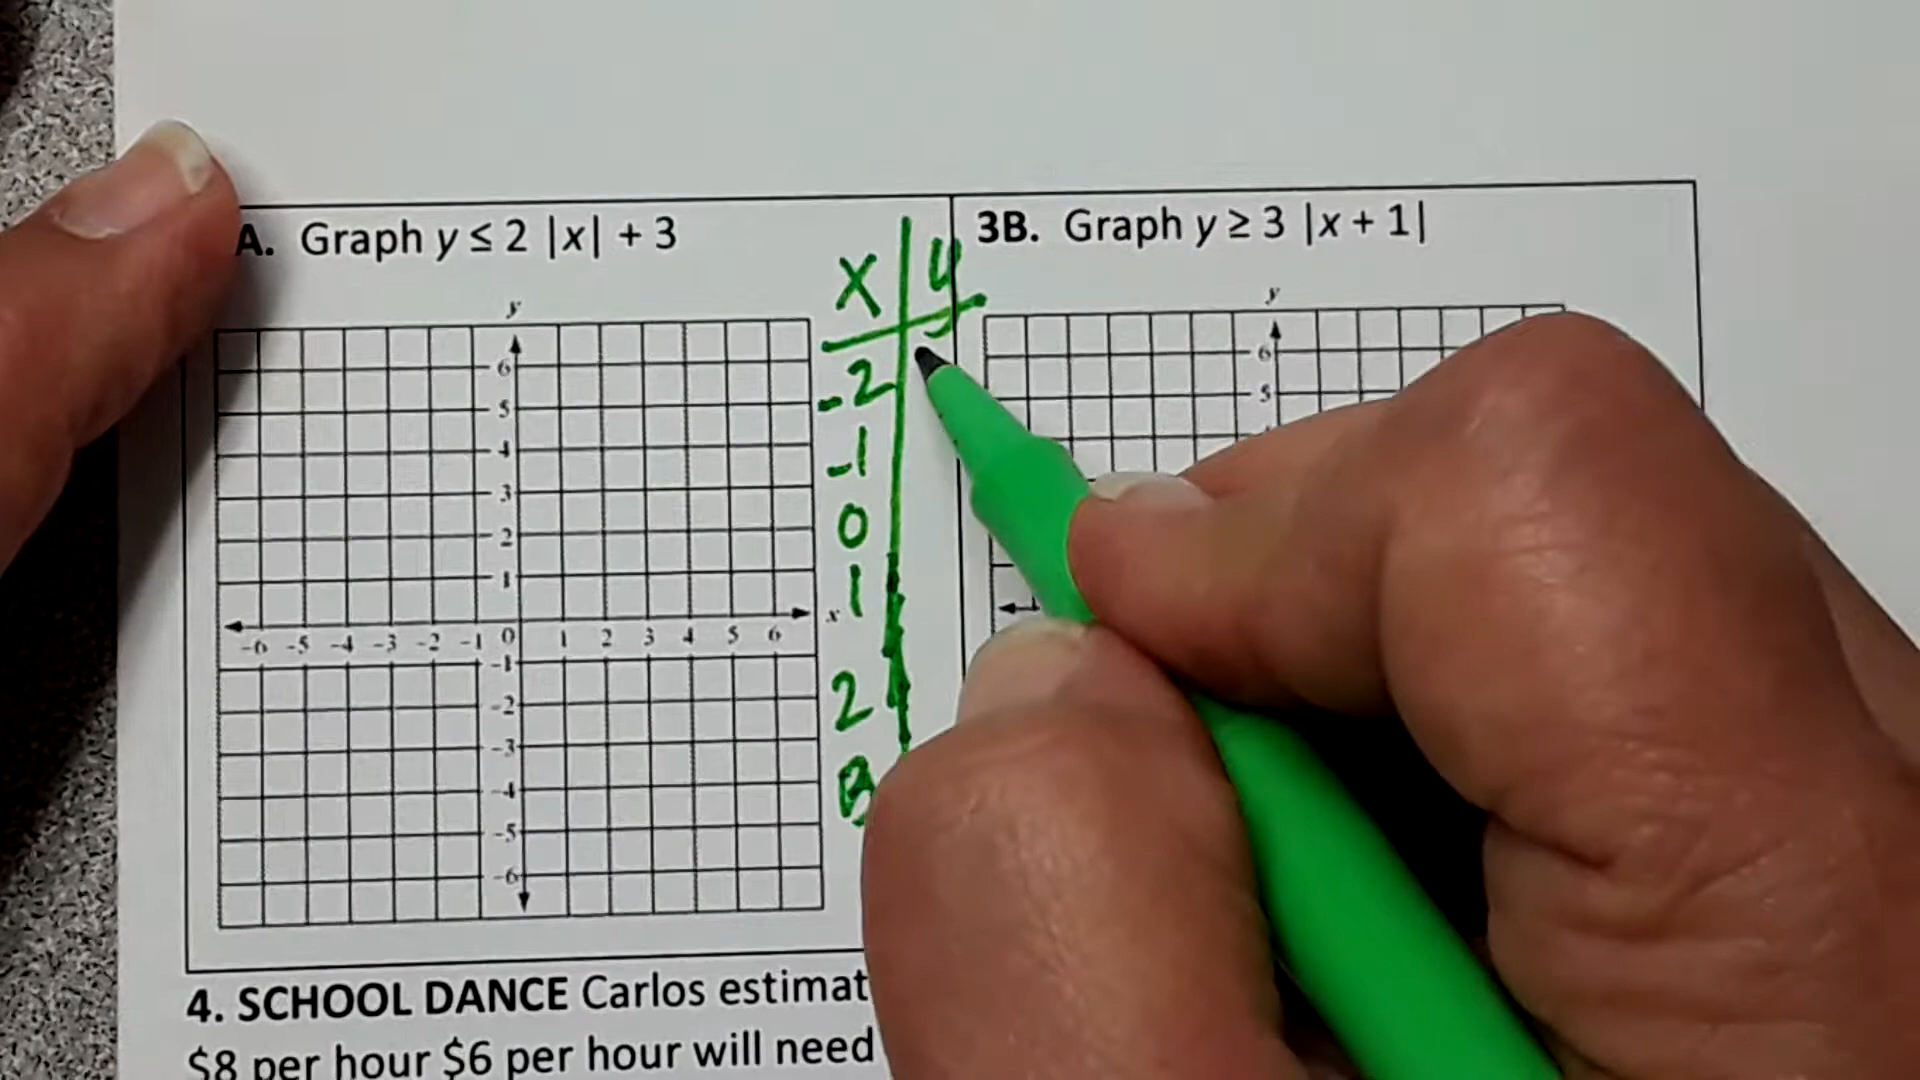 A. Graph y ≤ 2 |x| + 3
3B. Graph y ≥ 3 |x + 1|
x y
-2
-1
0
1
2
3
y
6
5
4
3
2
1
-6 -5 -4 -3 -2 -1 0 1 2 3 4 5 6 x
-1
-2
-3
-4
-5
-6
y
6
5
4. SCHOOL DANCE Carlos estimat
$8 per hour $6 per hour will need